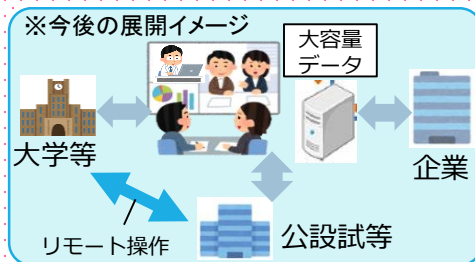 ※今後の展開イメージ
大容量
データ
大学等
企業
公設試等
リモート操作